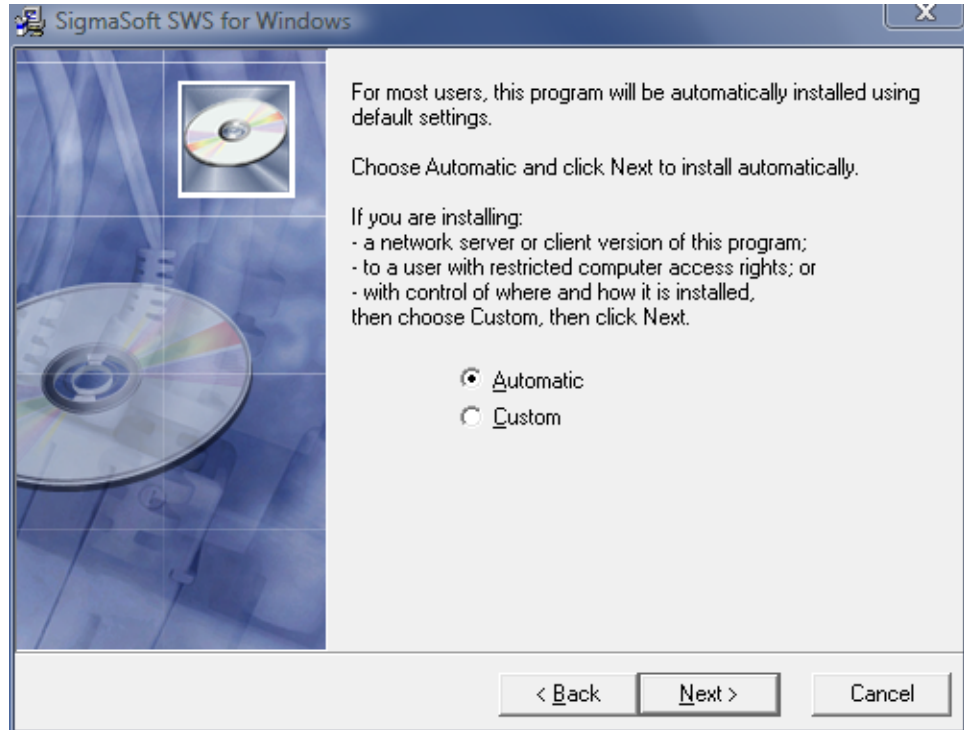 SigmaSoft SWS for Windows
X
For most users, this program will be automatically installed using
default settings.
Choose Automatic and click Next to install automatically.
If you are installing:
- a network server or client version of this program;
- to a user with restricted computer access rights; or
- with control of where and how it is installed,
then choose Custom, then click Next.
Automatic
Custom
< Back
Next >
Cancel